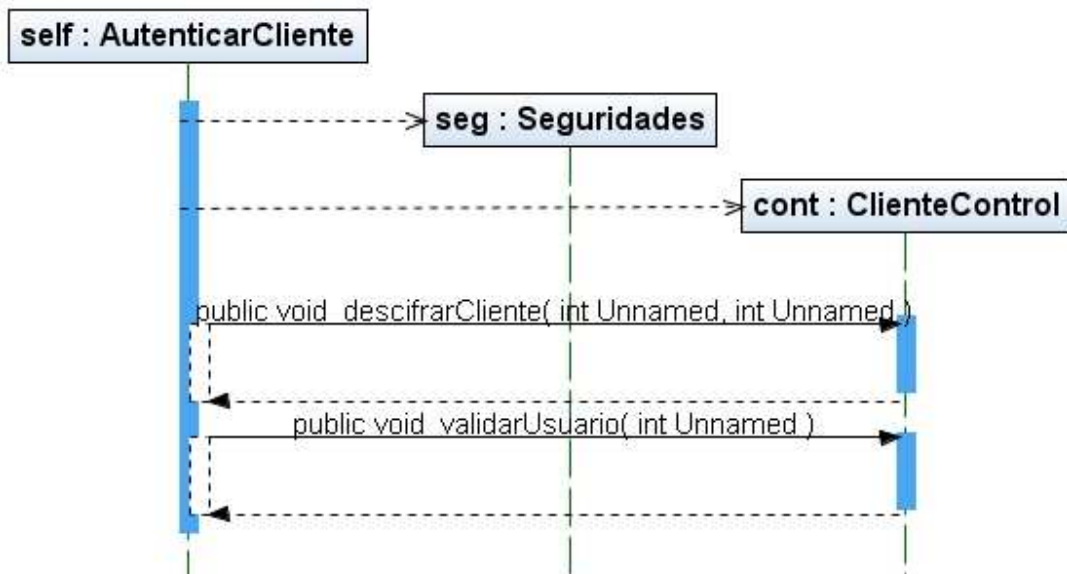 self : AutenticarCliente
seg : Seguridades
cont : ClienteControl
public void descifrarCliente( int Unnamed, int Unnamed )
public void validarUsuario( int Unnamed )